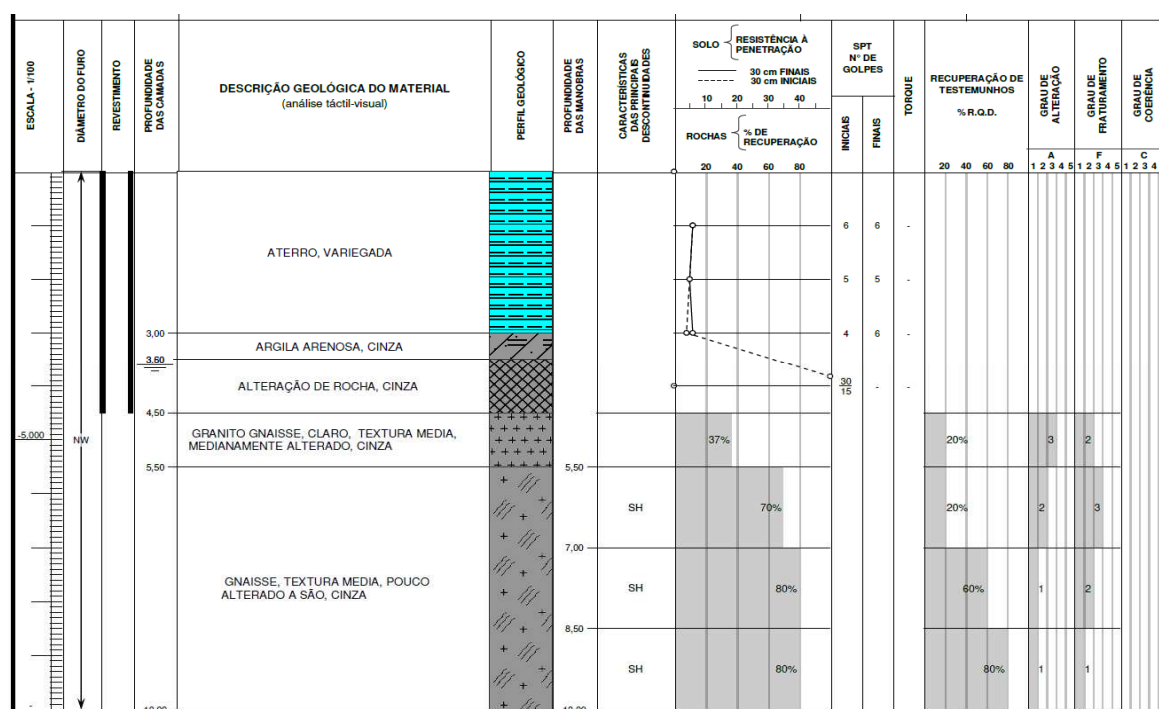 ESCALA - 1/100
DIÂMETRO DO FURO
REVESTIMENTO
PROFUNDIDADE
DAS CAMADAS
DESCRIÇÃO GEOLÓGICA DO MATERIAL
(análise táctil-visual)
PERFIL GEOLÓGICO
PROFUNDIDADE
DAS MANOBRAS
CARACTERÍSTICAS
DAS PRINCIPAIS
DESCONTINUIDADES
SOLO
RESISTÊNCIA À
PENETRAÇÃO
30 cm FINAIS
30 cm INICIAIS
10 20 30 40
ROCHAS
% DE
RECUPERAÇÃO
20 40 60 80
SPT
N° DE
GOLPES
INICIAIS
FINAIS
TORQUE
RECUPERAÇÃO DE
TESTEMUNHOS
% R.Q.D.
20 40 60 80
GRAU DE
ALTERAÇÃO
A
1 2 3 4 5
GRAU DE
FRATURAMENTO
F
1 2 3 4 5
GRAU DE
COERÊNCIA
C
1 2 3 4
6 6 -
ATERRO, VARIEGADA
5 5 -
3,00
4 6 -
ARGILA ARENOSA, CINZA
3.60
ALTERAÇÃO DE ROCHA, CINZA
30
15
- -
4,50
-5,000
NW
GRANITO GNAISSE, CLARO, TEXTURA MEDIA,
MEDIANAMENTE ALTERADO, CINZA
37%
20%
3
2
5,50
5,50
SH
70%
20%
2
3
7,00
GNAISSE, TEXTURA MEDIA, POUCO
ALTERADO A SÃO, CINZA
SH
80%
60%
1
2
8,50
SH
80%
80%
1
1
10,00
10,00